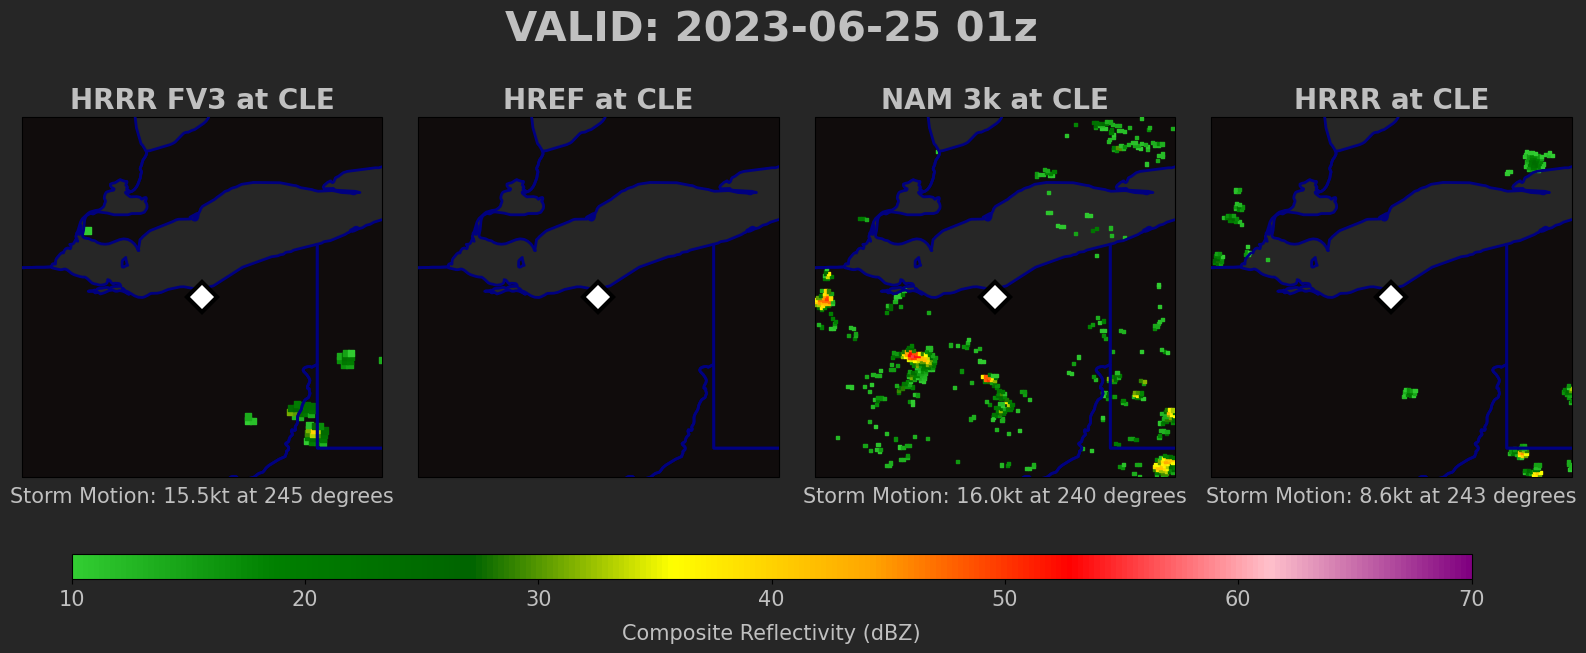 VALID: 2023-06-25 01z
HRRR FV3 at CLE
HREF at CLE
NAM 3k at CLE
HRRR at CLE
Storm Motion: 15.5kt at 245 degrees
Storm Motion: 16.0kt at 240 degrees
Storm Motion: 8.6kt at 243 degrees
10 20 30 40 50 60 70
Composite Reflectivity (dBZ)